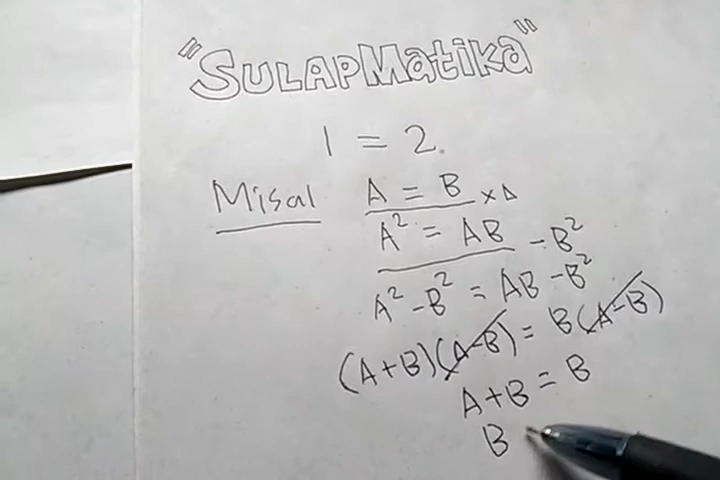 "SULAPMatika"
1 = 2.
Misal A = B ×A
A² = AB - B²
A² - B² = AB - B²
(A+B)(A-B) = B(A-B)
A+B = B
B